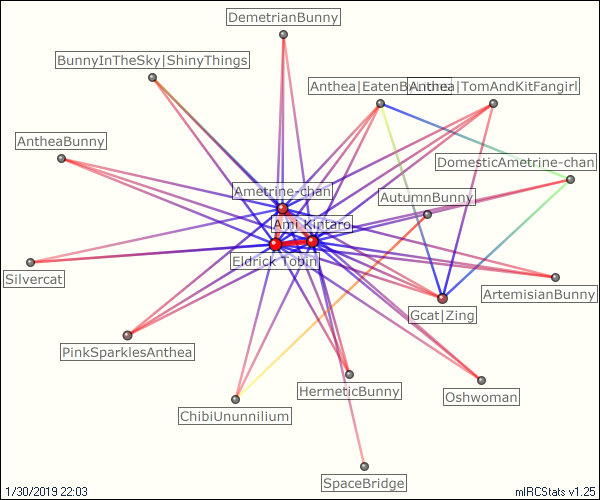 DemetrianBunny
BunnyInTheSky|ShinyThings
Anthea|EatenB
Anthea|TomAndKitFangirl
AntheaBunny
DomesticAmetrine-chan
Ametrine-chan
AutumnBunny
Ami Kintaro
Eldrick Tobin
Silvercat
ArtemisianBunny
Gcat|Zing
PinkSparklesAnthea
HermeticBunny
Oshwoman
ChibiUnunnilium
SpaceBridge
1/30/2019 22:03
mIRCStats v1.25